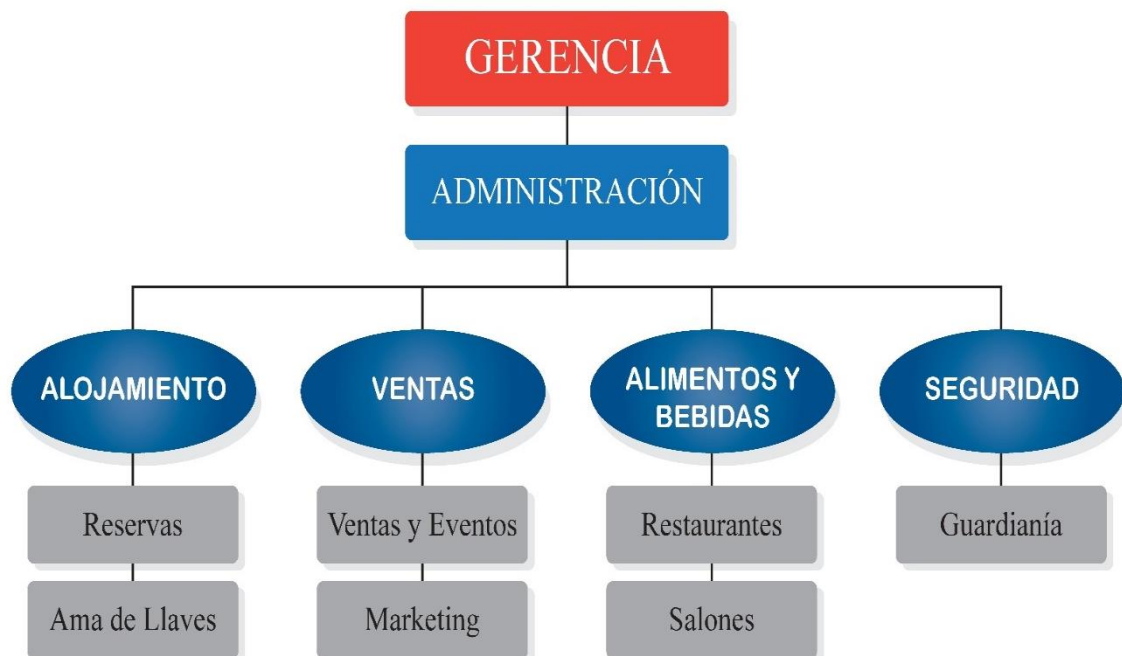 GERENCIA
ADMINISTRACIÓN
ALOJAMIENTO
VENTAS
ALIMENTOS Y
BEBIDAS
SEGURIDAD
Reservas
Ventas y Eventos
Restaurantes
Guardianía
Ama de Llaves
Marketing
Salones